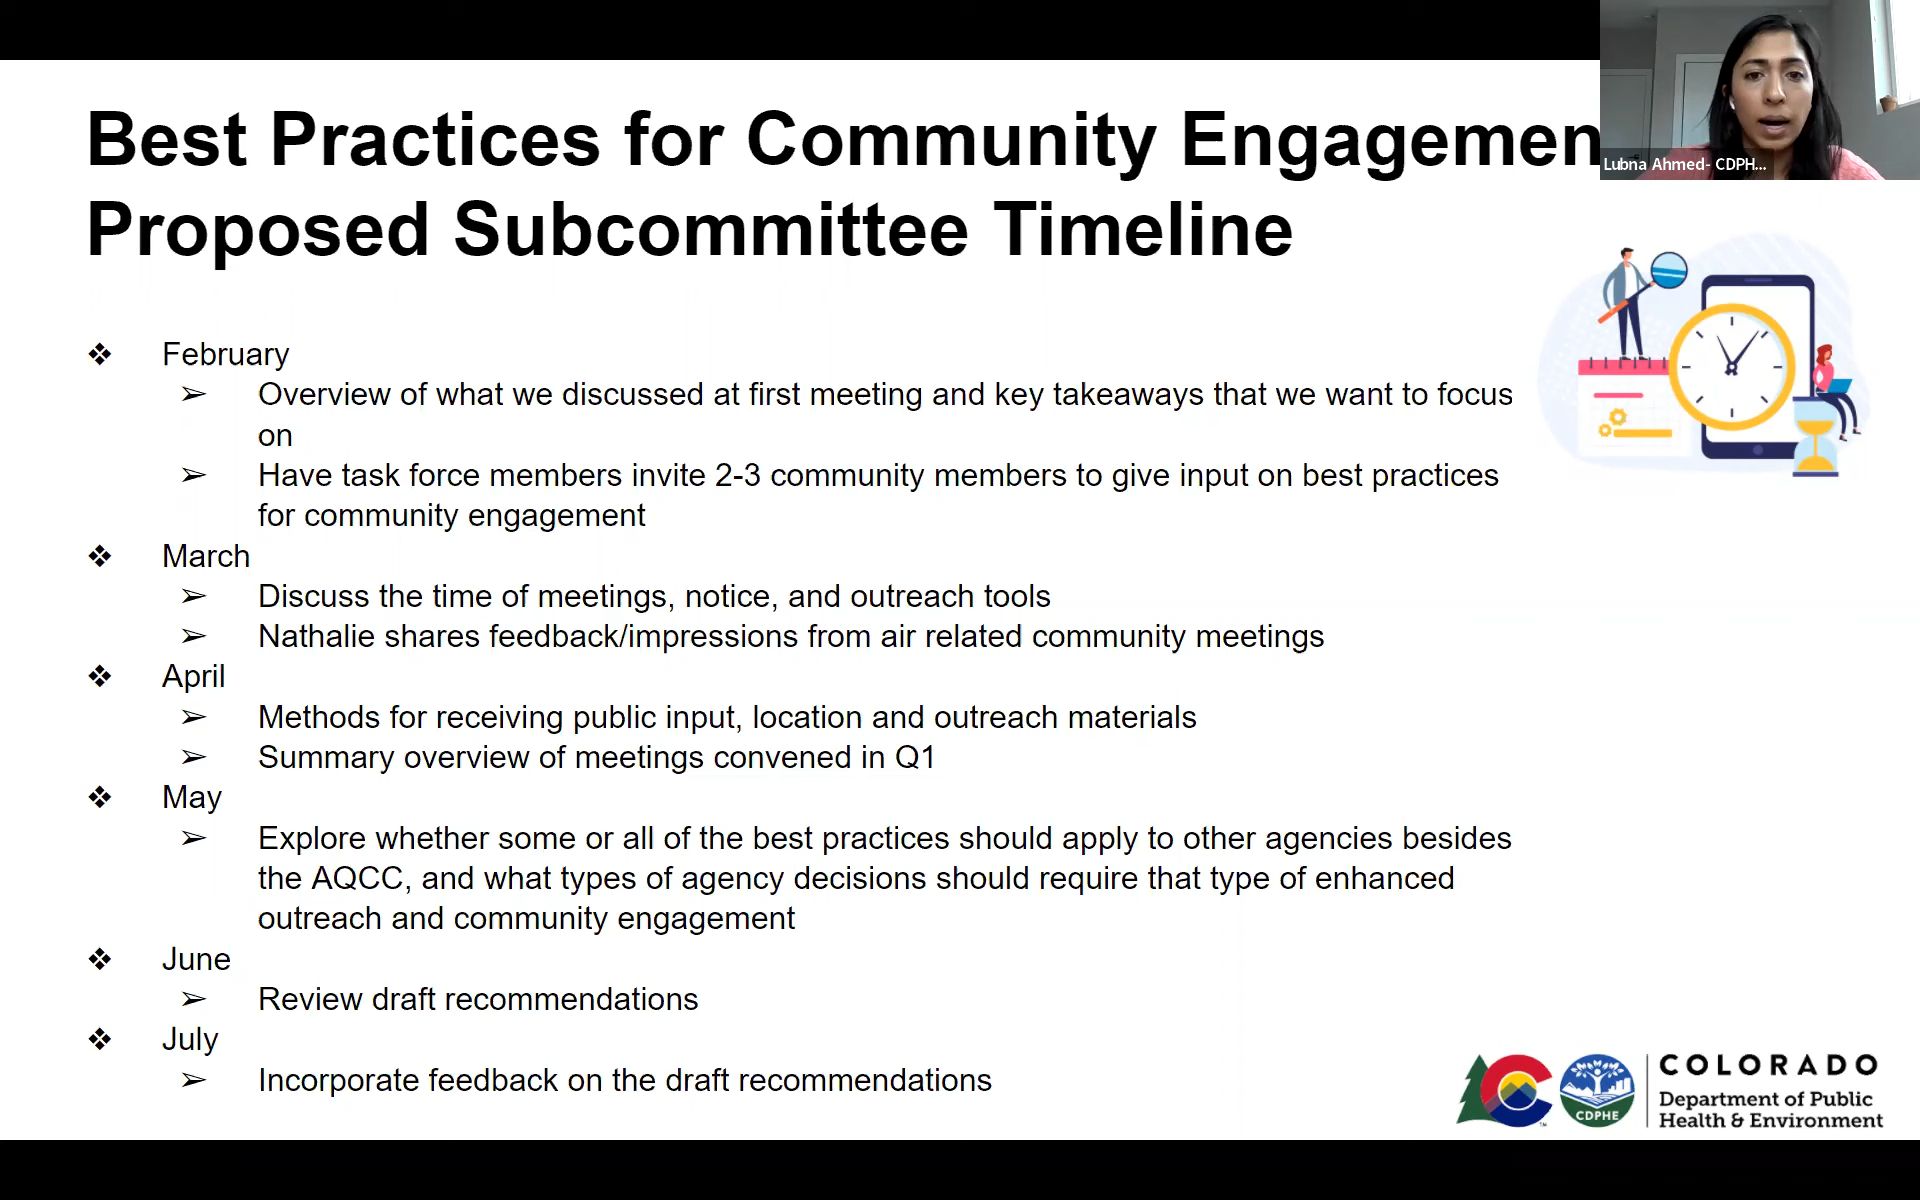 Best Practices for Community Engagemen
Proposed Subcommittee Timeline
Lubna Ahmed- CDPH...
❖ February
➢ Overview of what we discussed at first meeting and key takeaways that we want to focus
on
➢ Have task force members invite 2-3 community members to give input on best practices
for community engagement
❖ March
➢ Discuss the time of meetings, notice, and outreach tools
➢ Nathalie shares feedback/impressions from air related community meetings
❖ April
➢ Methods for receiving public input, location and outreach materials
➢ Summary overview of meetings convened in Q1
❖ May
➢ Explore whether some or all of the best practices should apply to other agencies besides
the AQCC, and what types of agency decisions should require that type of enhanced
outreach and community engagement
❖ June
➢ Review draft recommendations
❖ July
➢ Incorporate feedback on the draft recommendations
CDPHE
COLORADO
Department of Public
Health & Environment